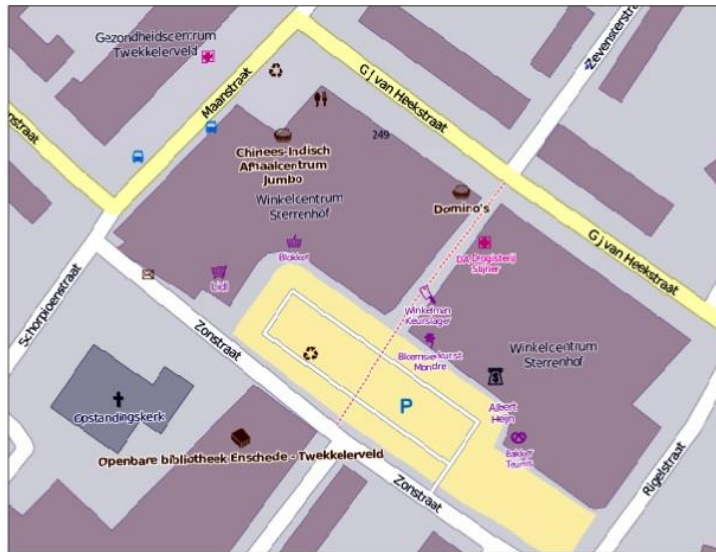 Gezondheidscentrum
Twekkelerveld
Maanstraat
G J van Heekstraat
Zevensterstraat
nstraat
249
Chinees-Indisch
Afhaalcentrum
Jumbo
Winkelcentrum
Sterrenhof
Domino's
DA Drogisterij
Stijner
G J van Heekstraat
Blokker
Lidl
Schorpioenstraat
Zonstraat
Winkelman
Keurslager
Bloemsierkunst
Mondre
Winkelcentrum
Sterrenhof
P
Opstandingskerk
Albert
Heijn
Bakker
Openbare bibliotheek Enschede - Twekkelerveld
Zonstraat
Rigelstraat